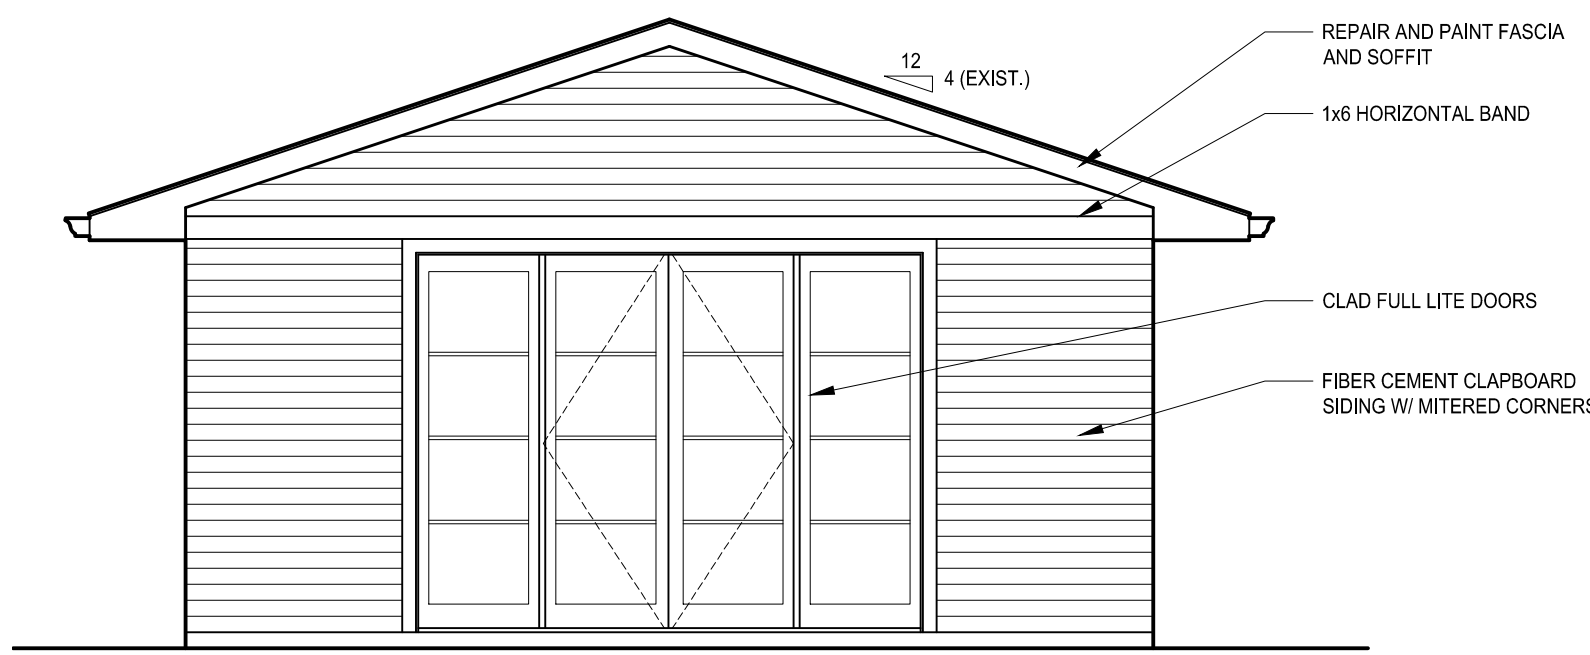 12
4 (EXIST.)
REPAIR AND PAINT FASCIA
AND SOFFIT
1x6 HORIZONTAL BAND
CLAD FULL LITE DOORS
FIBER CEMENT CLAPBOARD
SIDING W/ MITERED CORNERS